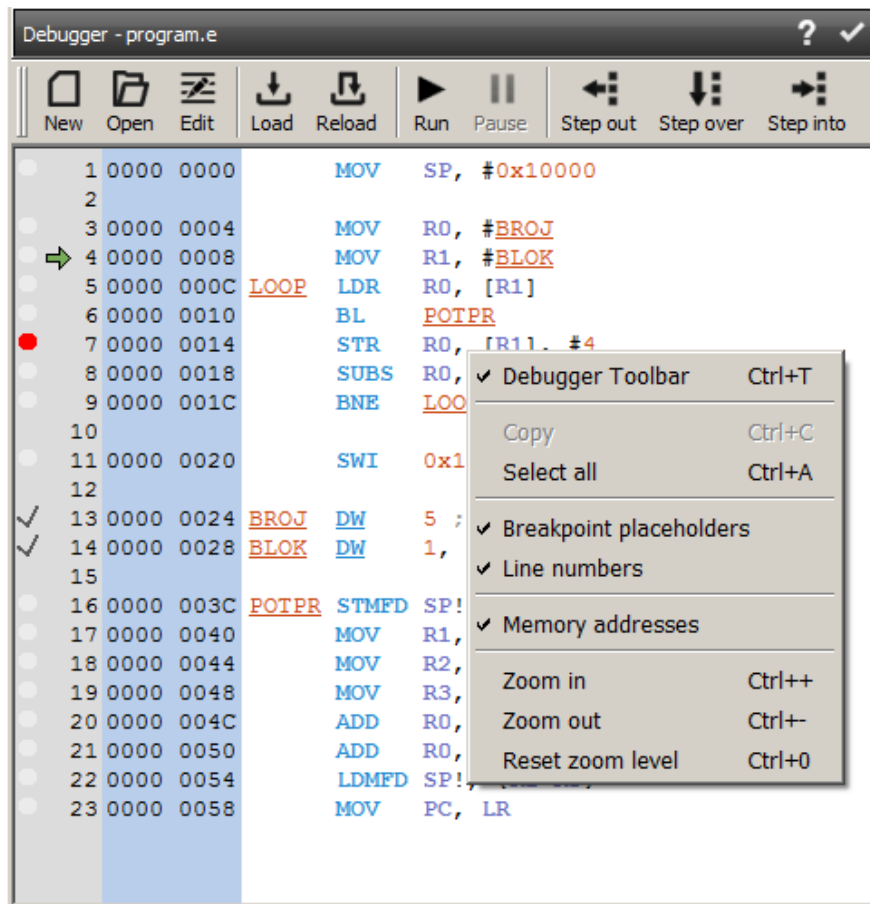 Debugger - program.e ?
New Open Edit Load Reload Run Pause Step out Step over Step into
1 0000 0000 MOV SP, #0x10000
2
3 0000 0004 MOV R0, #BROJ
4 0000 0008 MOV R1, #BLOK
5 0000 000C LOOP LDR R0, [R1]
6 0000 0010 BL POTPR
7 0000 0014 STR R0, [R1], #4
8 0000 0018 SUBS R0,
9 0000 001C BNE LOO
10
11 0000 0020 SWI 0x1
12
13 0000 0024 BROJ DW 5 ;
14 0000 0028 BLOK DW 1,
15
16 0000 003C POTPR STMFD SP!
17 0000 0040 MOV R1,
18 0000 0044 MOV R2,
19 0000 0048 MOV R3,
20 0000 004C ADD R0,
21 0000 0050 ADD R0,
22 0000 0054 LDMFD SP!,
23 0000 0058 MOV PC, LR
Debugger Toolbar Ctrl+T
Copy Ctrl+C
Select all Ctrl+A
Breakpoint placeholders
Line numbers
Memory addresses
Zoom in Ctrl++
Zoom out Ctrl+-
Reset zoom level Ctrl+0